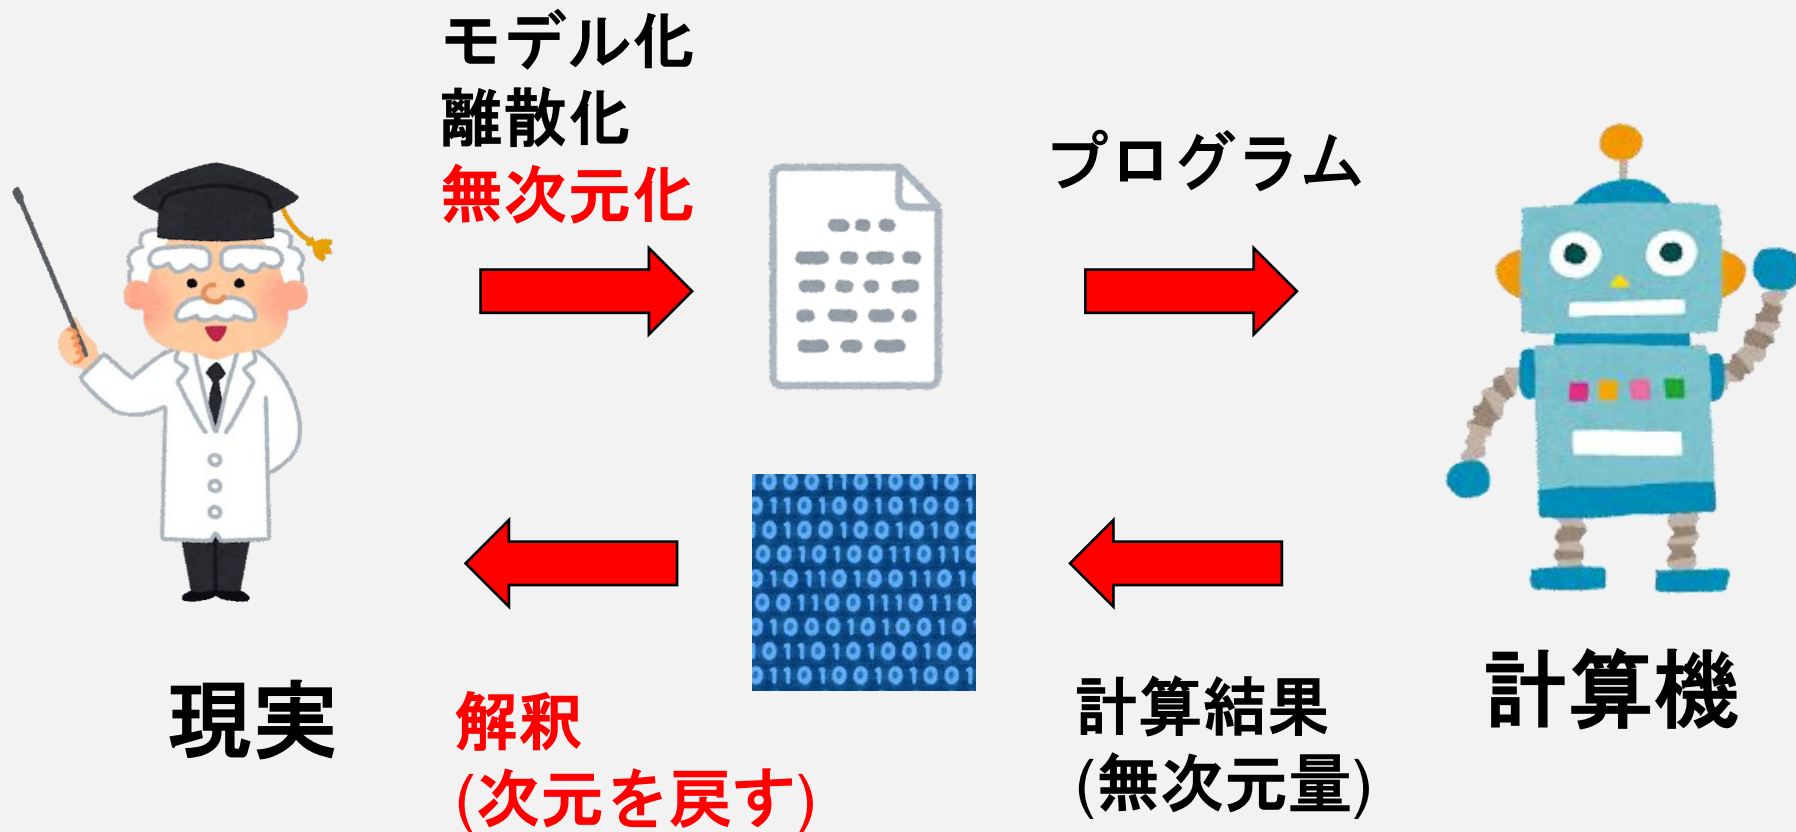 モデル化
離散化
無次元化
プログラム
現実
解釈
(次元を戻す)
計算結果
(無次元量)
計算機